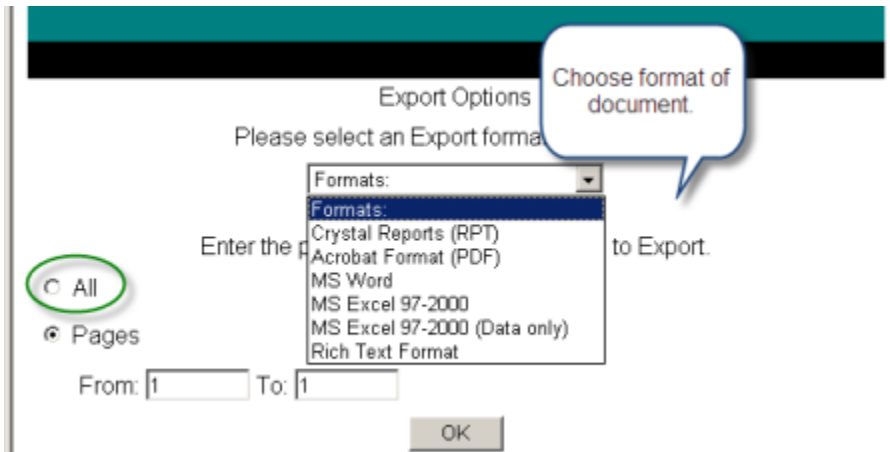 Choose format of
document.
Export Options
Please select an Export
Formats:
Formats:
Crystal Reports (RPT)
Enter the
to Export.
Acrobat Format (PDF)
All
MS Word
MS Excel 97-2000
Pages
MS Excel 97-2000 (Data only)
Rich Text Format
From: 1 To: 1
OK